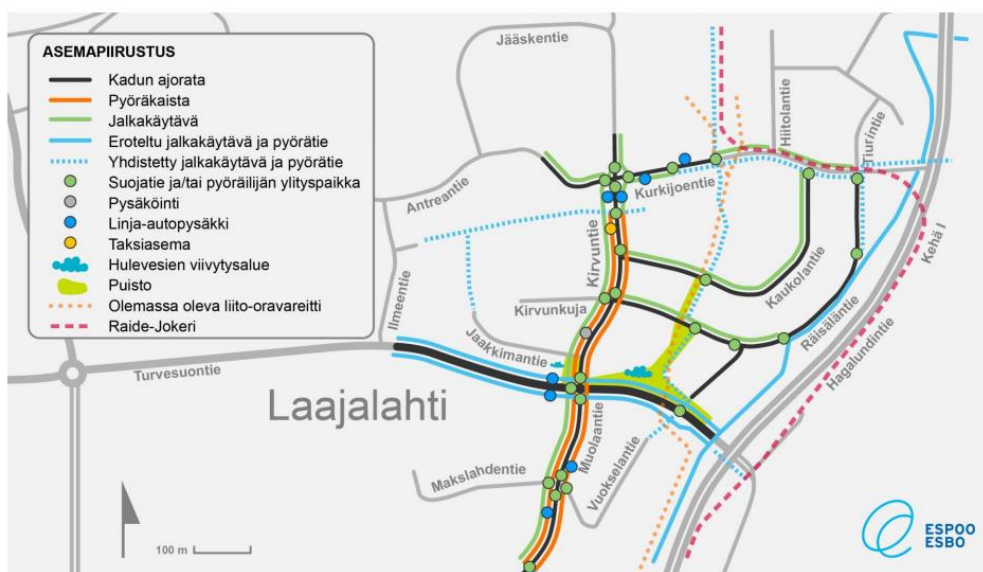 ASEMAPIIRUSTUS
Kadun ajorata
Pyöräkaista
Jalkakäytävä
Eroteltu jalkakäytävä ja pyörätie
Yhdistetty jalkakäytävä ja pyörätie
Suojatie ja/tai pyöräilijän ylityspaikka
Pysäköinti
Linja-autopysäkki
Taksiasema
Hulevesien viivytysalue
Puisto
Olemassa oleva liito-oravareitti
Raide-Jokeri
Jääskentie
Hiitolantie
Tiurintie
Antreantie
Kurkijoentie
Kirvuntie
Kehä I
Kaukolantie
Ilmeentie
Kirvunkuja
Räisäläntie
Jaakkimantie
Hagalundintie
Turvesuontie
Laajalahti
Muolaantie
Vuokselantie
Makslahdentie
100 m
ESPOO
ESBO